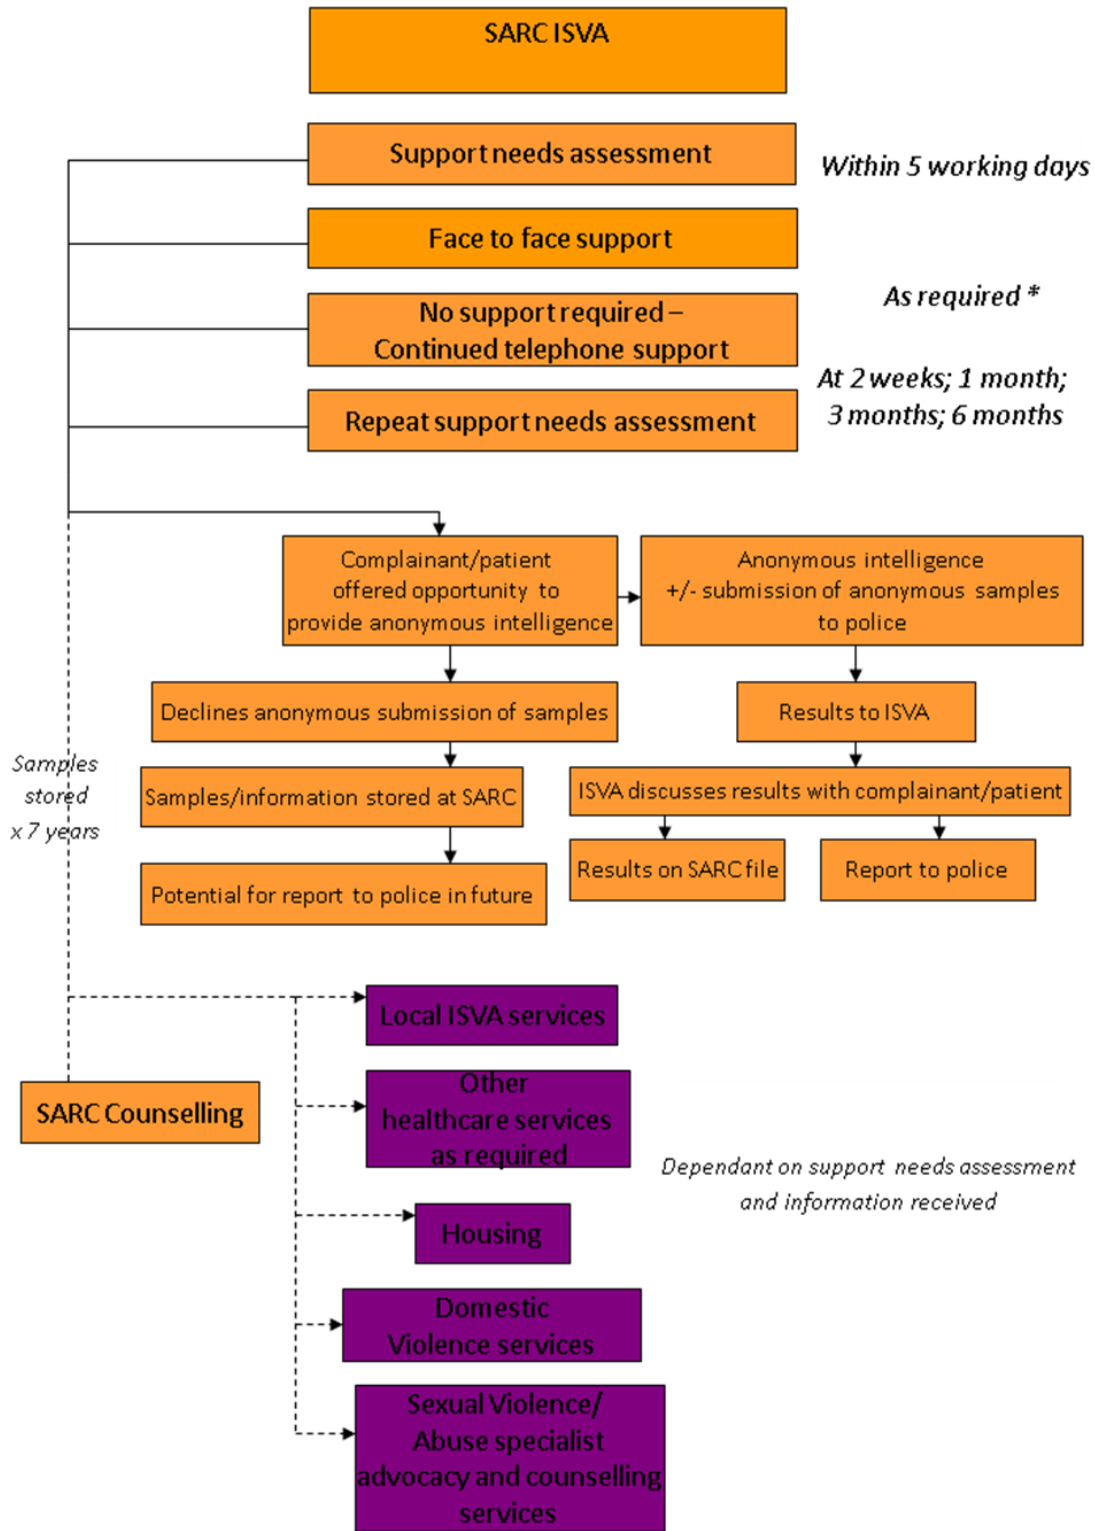 SARC ISVA
Support needs assessment
Within 5 working days
Face to face support
As required *
No support required –
Continued telephone support
At 2 weeks; 1 month;
3 months; 6 months
Repeat support needs assessment
Complainant/patient
offered opportunity to
provide anonymous intelligence
Anonymous intelligence
+/- submission of anonymous samples
to police
Declines anonymous submission of samples
Results to ISVA
Samples
stored
x 7 years
Samples/information stored at SARC
ISVA discusses results with complainant/patient
Potential for report to police in future
Results on SARC file
Report to police
Local ISVA services
SARC Counselling
Other
healthcare services
as required
Dependant on support needs assessment
and information received
Housing
Domestic
Violence services
Sexual Violence/
Abuse specialist
advocacy and counselling
services